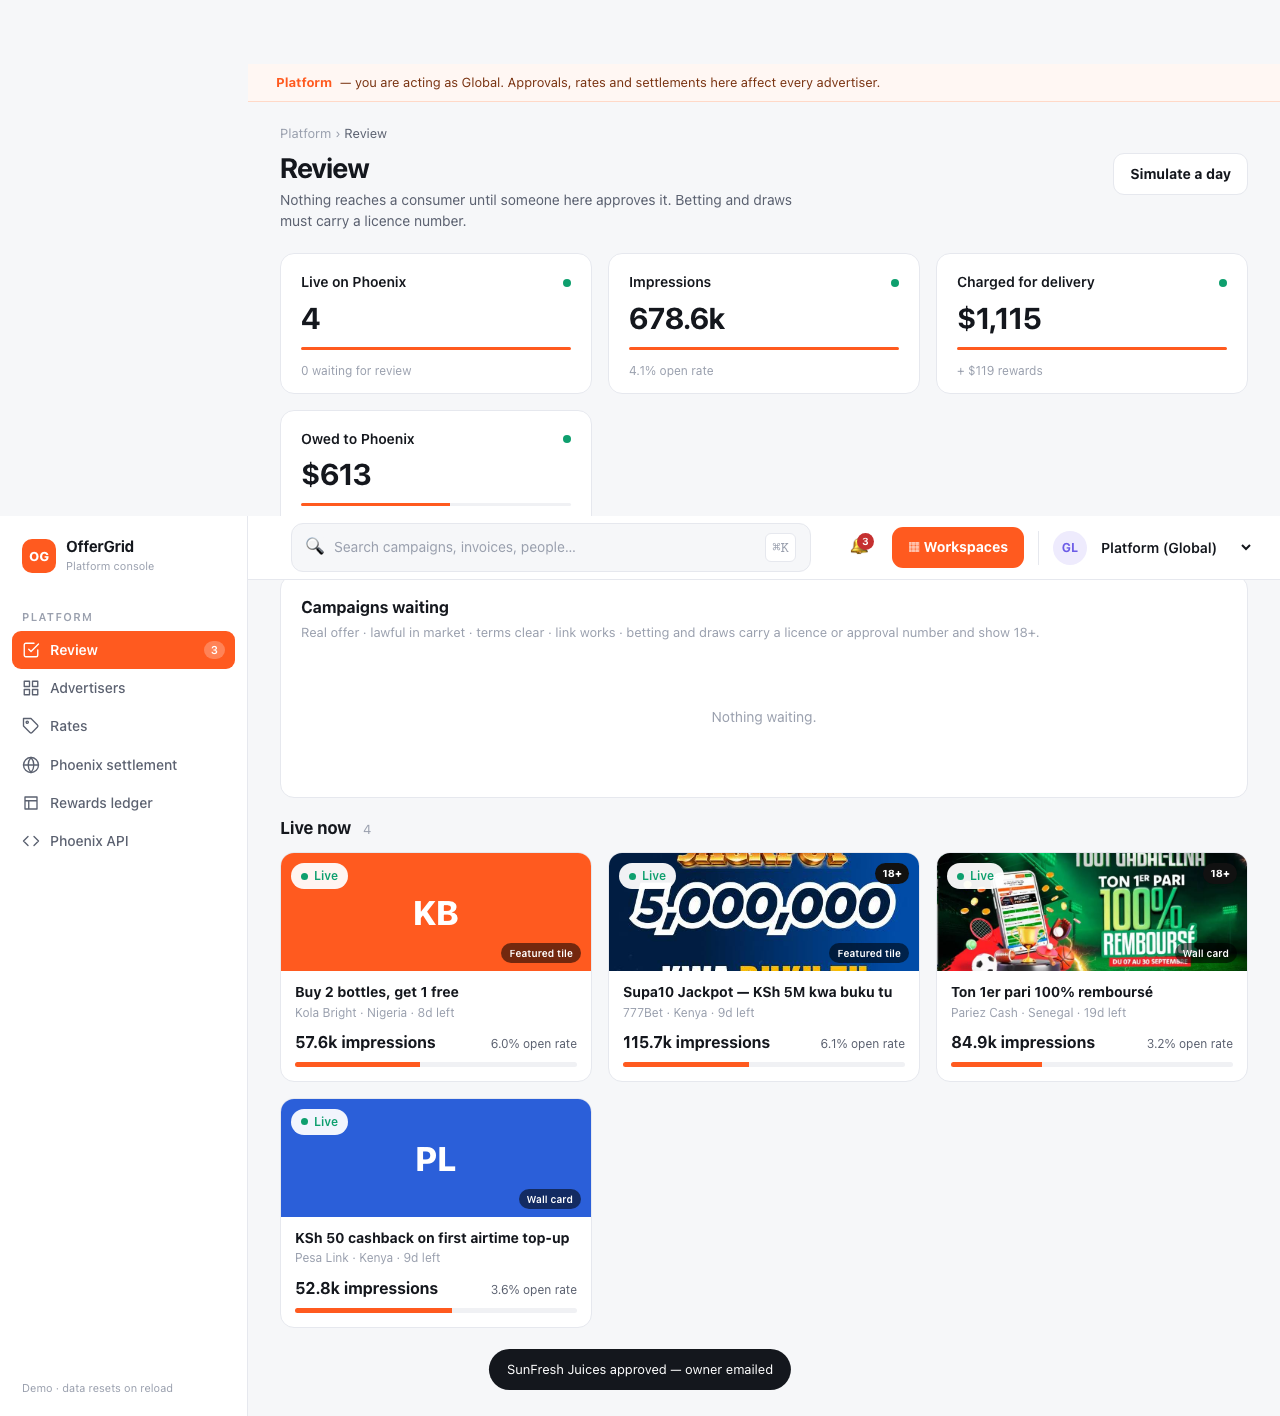 Platform — you are acting as Global. Approvals, rates and settlements here affect every advertiser.
Platform › Review
Review
Simulate a day
Nothing reaches a consumer until someone here approves it. Betting and draws
must carry a licence number.
Live on Phoenix
4
0 waiting for review
Impressions
678.6k
4.1% open rate
Charged for delivery
$1,115
+ $119 rewards
Owed to Phoenix
$613
OG
OfferGrid
Platform console
Search campaigns, invoices, people...
⌘K
3
Workspaces
GL
Platform (Global)
PLATFORM
Review 3
Advertisers
Rates
Phoenix settlement
Rewards ledger
Phoenix API
Campaigns waiting
Real offer · lawful in market · terms clear · link works · betting and draws carry a licence or approval number and show 18+.
Nothing waiting.
Live now 4
Live
KB
Featured tile
Buy 2 bottles, get 1 free
Kola Bright · Nigeria · 8d left
57.6k impressions
6.0% open rate
Live
18+
JACKPOT
5,000,000
KWA BUKU TU
Featured tile
Supa10 Jackpot — KSh 5M kwa buku tu
777Bet · Kenya · 9d left
115.7k impressions
6.1% open rate
Live
18+
TON 1ER PARI
100%
REMBOURSÉ
DU 07 AU 30 SEPTEMBRE
Wall card
Ton 1er pari 100% remboursé
Pariez Cash · Senegal · 19d left
84.9k impressions
3.2% open rate
Live
PL
Wall card
KSh 50 cashback on first airtime top-up
Pesa Link · Kenya · 9d left
52.8k impressions
3.6% open rate
SunFresh Juices approved — owner emailed
Demo · data resets on reload